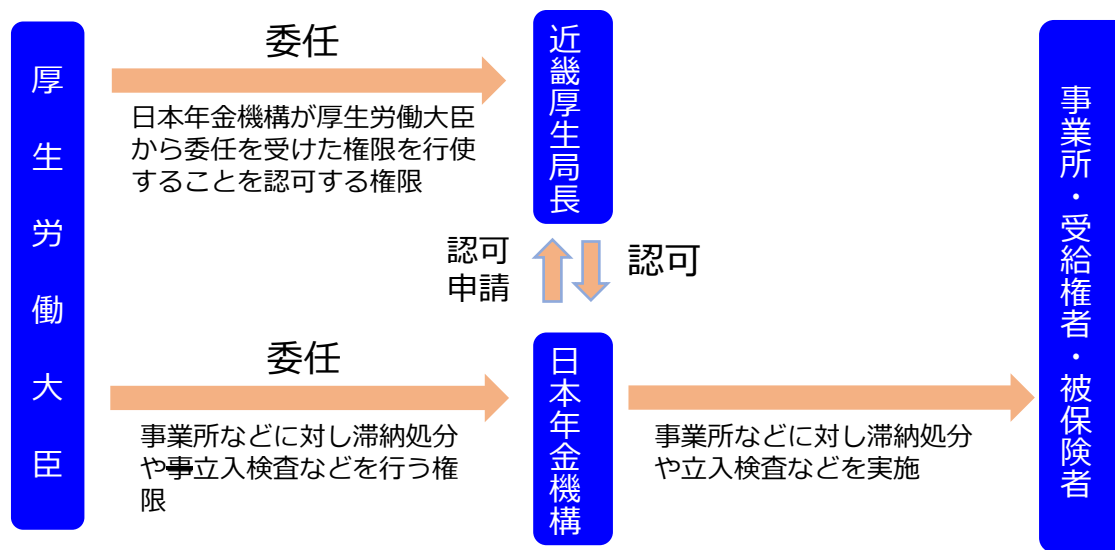 厚生労働大臣
委任
日本年金機構が厚生労働大臣
から委任を受けた権限を行使
することを認可する権限
近畿厚生局長
認可
申請
認可
委任
事業所などに対し滞納処分
や事立入検査などを行う権
限
日本年金機構
事業所などに対し滞納処分
や立入検査などを実施
事業所・受給権者・被保険者